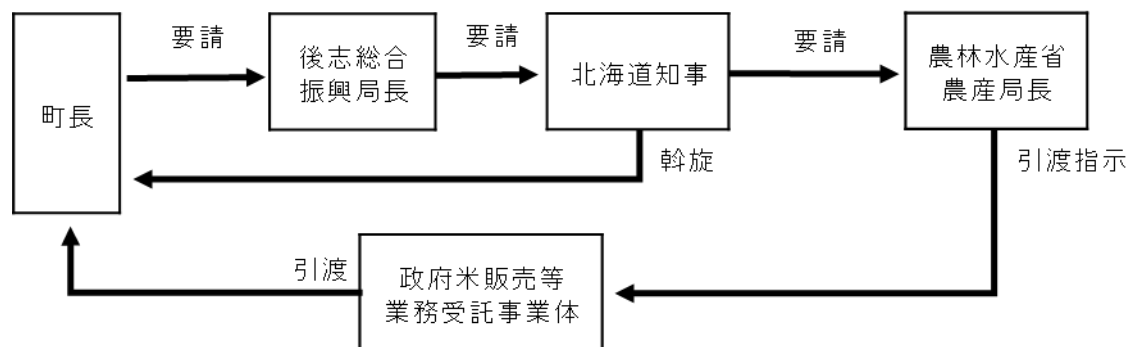 要請
要請
要請
町長
後志総合
振興局長
北海道知事
農林水産省
農産局長
斡旋
引渡指示
引渡
政府米販売等
業務受託事業体